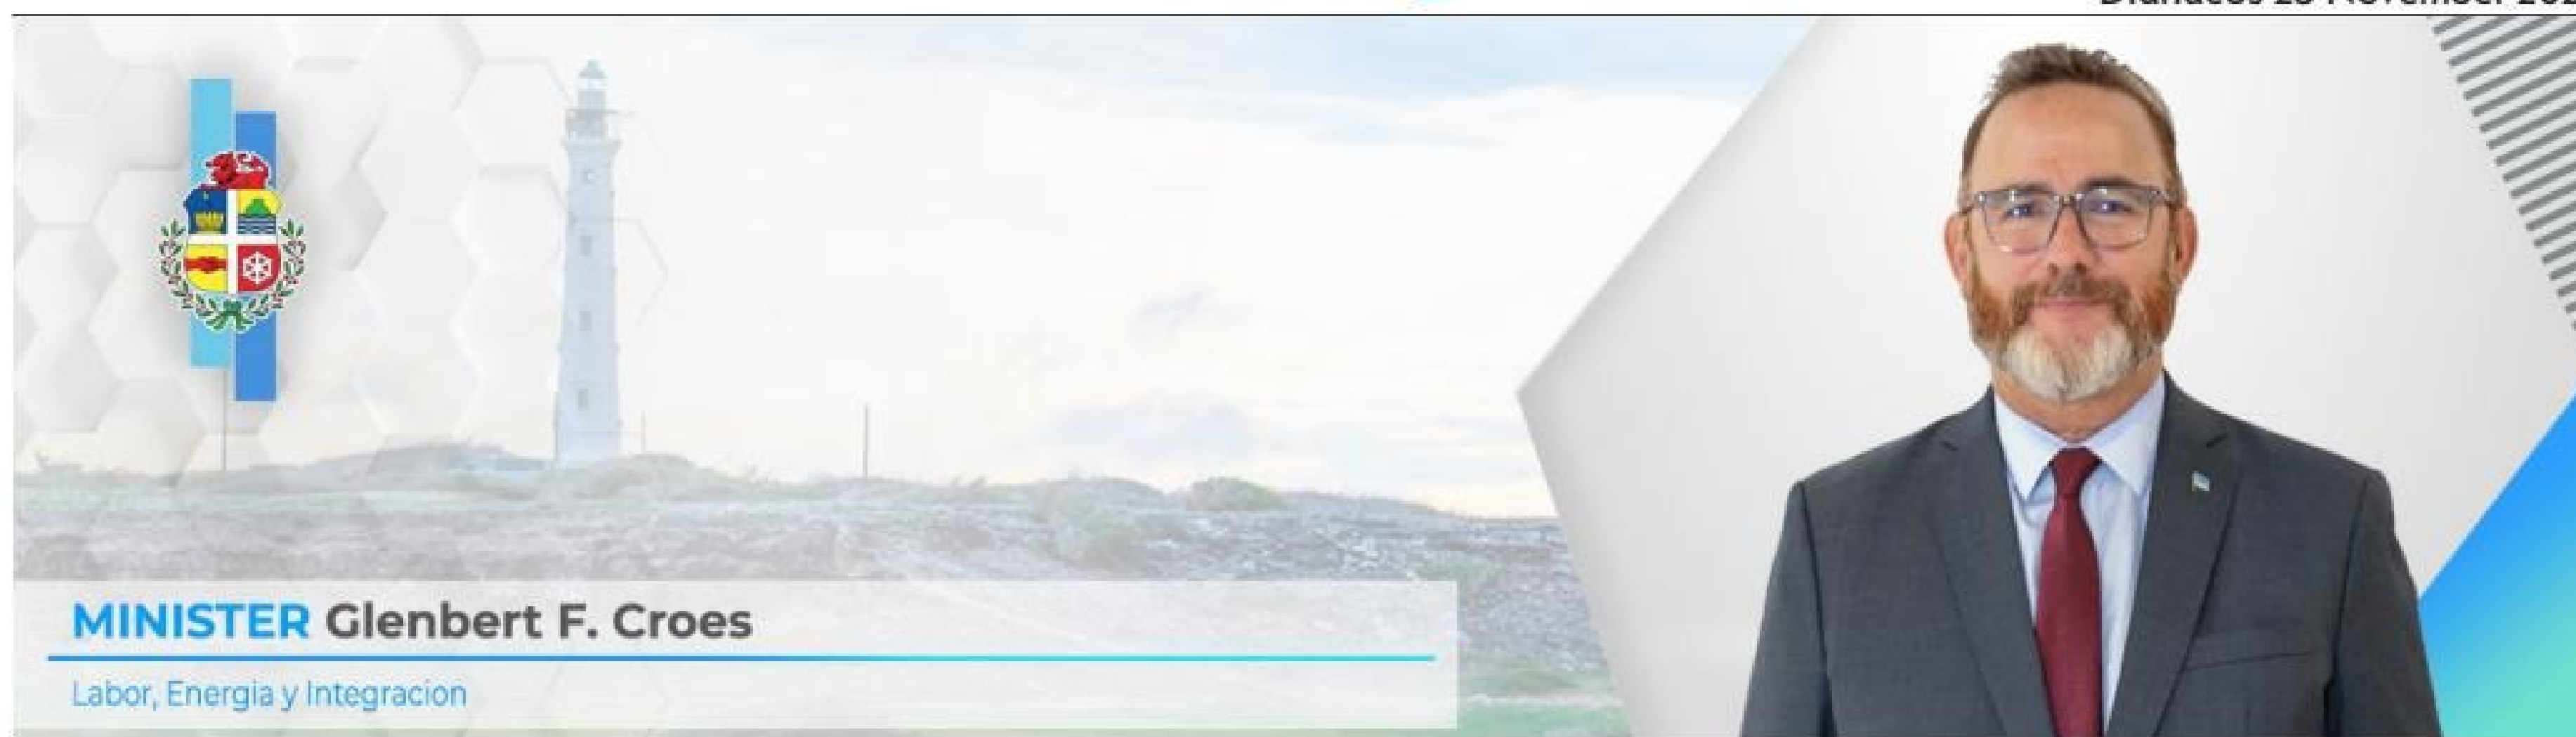 MINISTER Glenbert F. Croes
Labor, Energia y Integracion